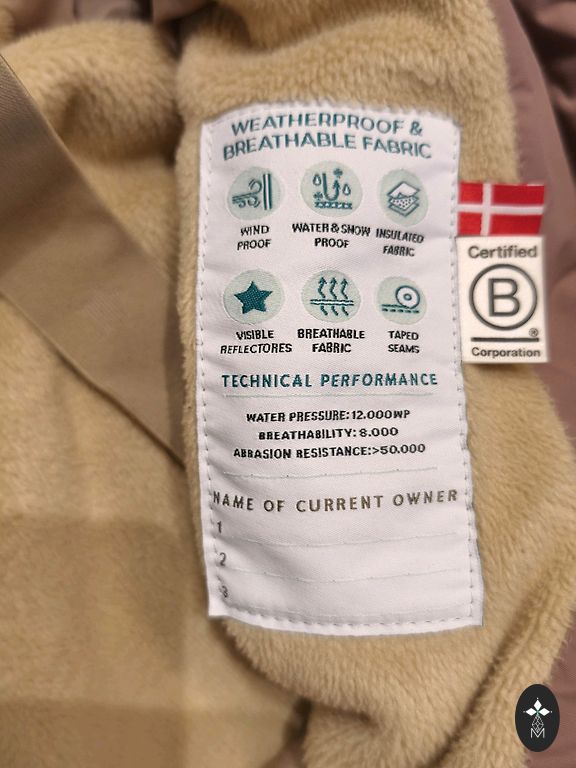 WEATHERPROOF &
BREATHABLE FABRIC
WIND
PROOF
WATER & SNOW
PROOF
INSULATED
FABRIC
VISIBLE
REFLECTORES
BREATHABLE
FABRIC
TAPED
SEAMS
TECHNICAL PERFORMANCE
WATER PRESSURE: 12.000WP
BREATHABILITY: 8.000
ABRASION RESISTANCE: >50.000
NAME OF CURRENT OWNER
1
2
3
Certified
B
®
Corporation
M